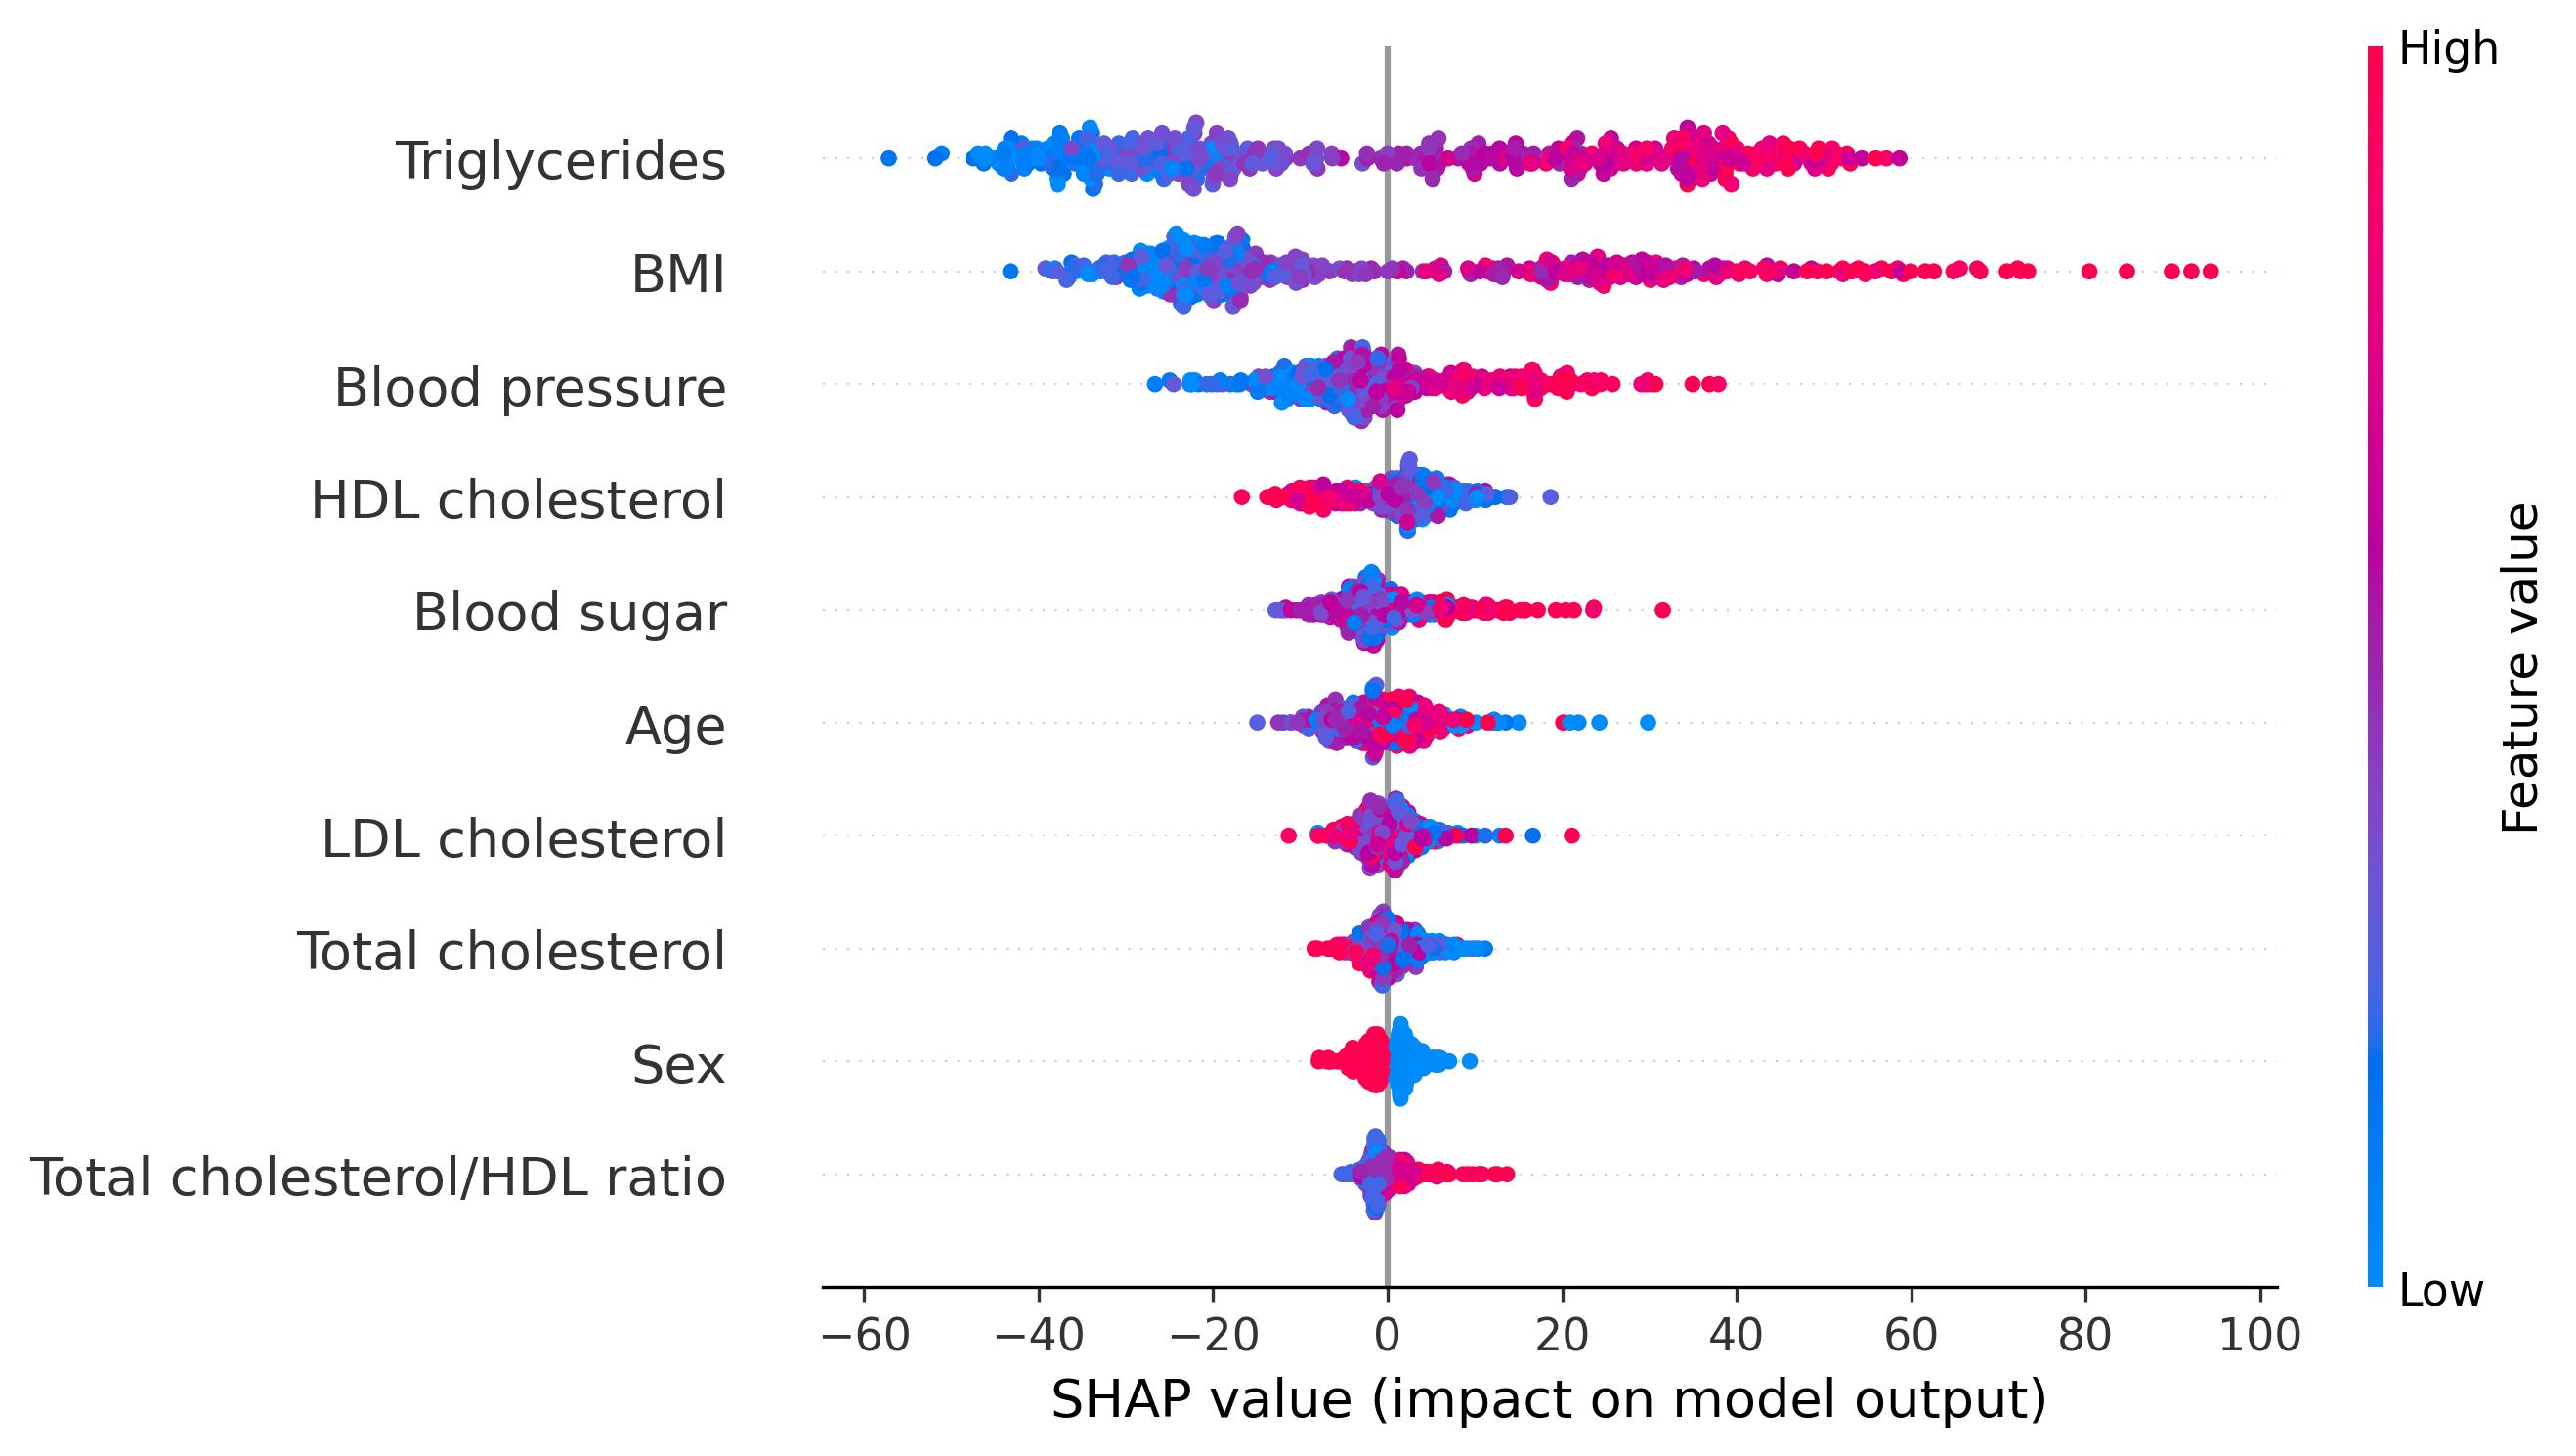 High
Triglycerides
BMI
Blood pressure
HDL cholesterol
Blood sugar
Age
LDL cholesterol
Total cholesterol
Sex
Total cholesterol/HDL ratio
Feature value
Low
−60 −40 −20 0 20 40 60 80 100
SHAP value (impact on model output)